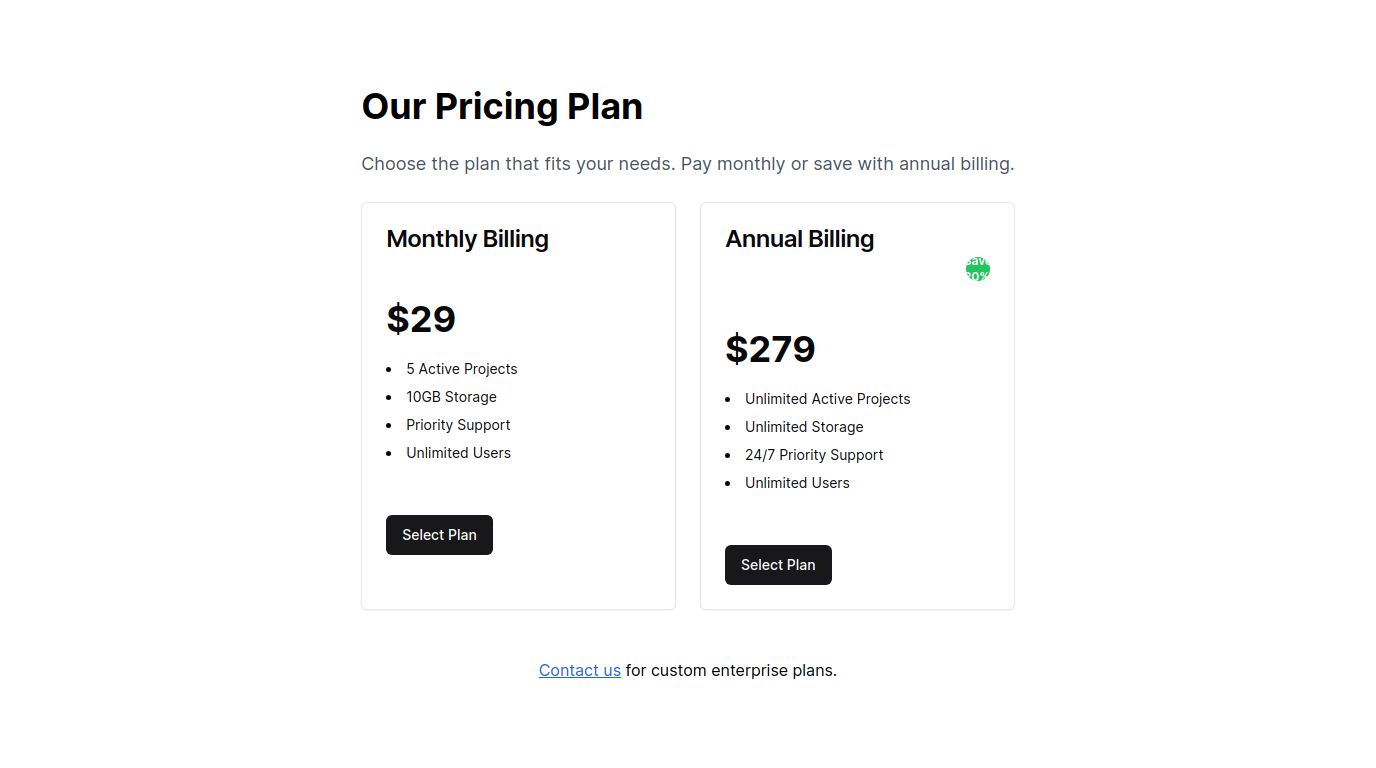 Our Pricing Plan
Choose the plan that fits your needs. Pay monthly or save with annual billing.
Monthly Billing
$29
5 Active Projects
10GB Storage
Priority Support
Unlimited Users
Select Plan
Annual Billing
$279
Unlimited Active Projects
Unlimited Storage
24/7 Priority Support
Unlimited Users
Select Plan
Contact us for custom enterprise plans.